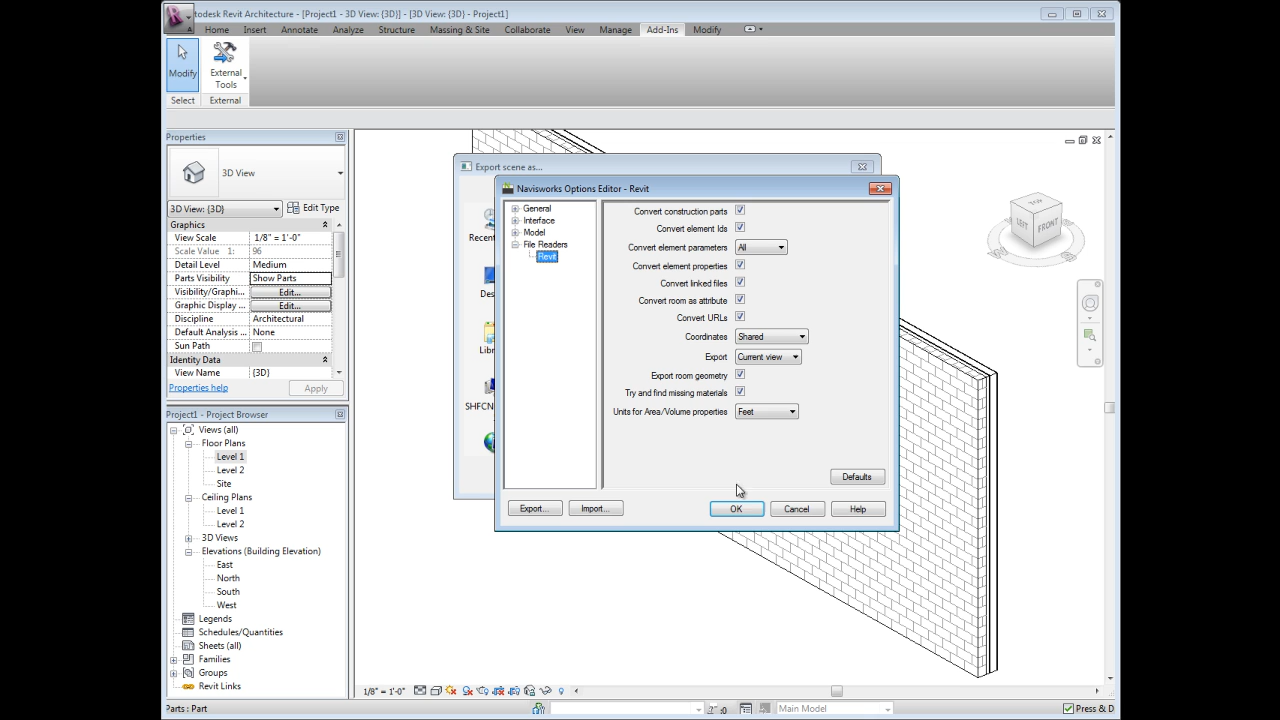 utodesk Revit Architecture - [Project1 - 3D View: {3D}] - [3D View: {3D} - Project1]
Home Insert Annotate Analyze Structure Massing & Site Collaborate View Manage Add-Ins Modify
Modify
External
Tools
Select External
Properties
3D View
3D View: {3D}
Edit Type
Graphics
View Scale 1/8" = 1'-0"
Scale Value 1: 96
Detail Level Medium
Parts Visibility Show Parts
Visibility/Graphi... Edit...
Graphic Display ... Edit...
Discipline Architectural
Default Analysis ... None
Sun Path
Identity Data
View Name {3D}
Properties help
Apply
Project1 - Project Browser
Views (all)
Floor Plans
Level 1
Level 2
Site
Ceiling Plans
Level 1
Level 2
3D Views
Elevations (Building Elevation)
East
North
South
West
Legends
Schedules/Quantities
Sheets (all)
Families
Groups
Revit Links
Export scene as...
Recent
Des
Libr
SHFCN
Navisworks Options Editor - Revit
General
Interface
Model
File Readers
Revit
Convert construction parts
Convert element Ids
Convert element parameters All
Convert element properties
Convert linked files
Convert room as attribute
Convert URLs
Coordinates Shared
Export Current view
Export room geometry
Try and find missing materials
Units for Area/Volume properties Feet
Defaults
Export... Import... OK Cancel Help
LEFT FRONT
1/8" = 1'-0"
Parts : Part
:0
Main Model
Press & D